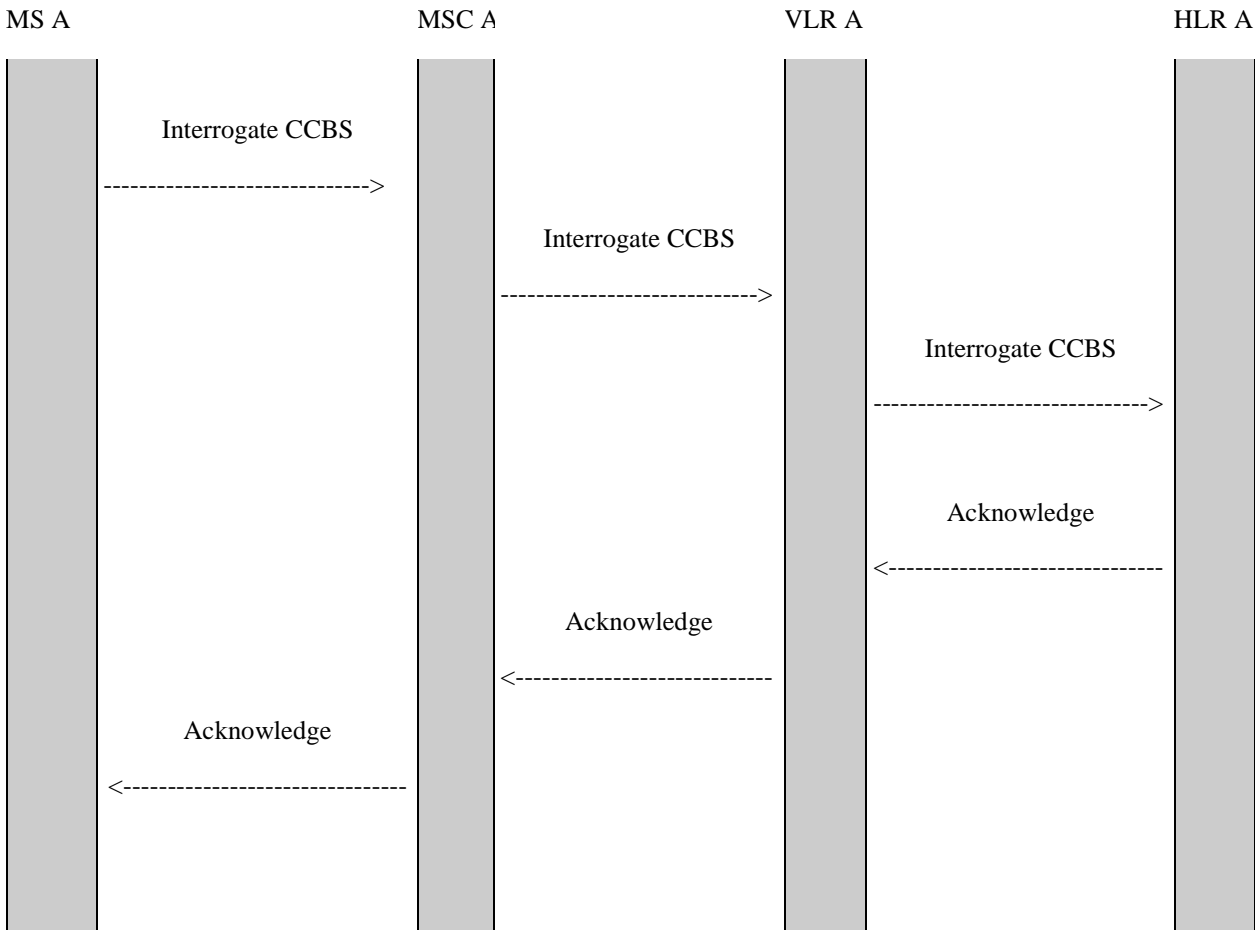 MS A
MSC A
VLR A
HLR A
Interrogate CCBS
------------------------------>
Interrogate CCBS
----------------------------->
Interrogate CCBS
------------------------------->
Acknowledge
<-------------------------------
Acknowledge
<-----------------------------
Acknowledge
<--------------------------------